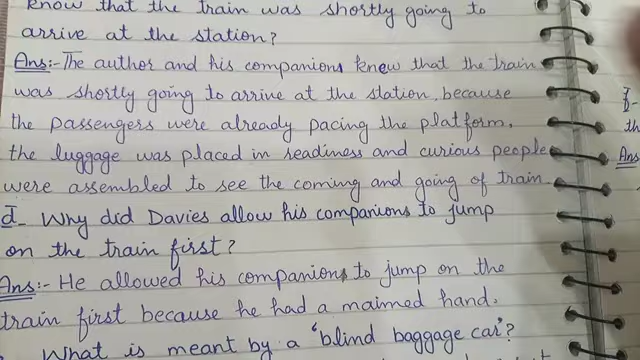 know that the train was shortly going to
arrive at the station?
Ans:- The author and his companions knew that the train
was shortly going to arrive at the station, because
the passengers were already pacing the platform,
the luggage was placed in readiness and curious people
were assembled to see the coming and going of train
d- Why did Davies allow his companions to jump
on the train first?
Ans:- He allowed his companions to jump on the
train first because he had a maimed hand.
What is meant by a "blind baggage car"?
f.
th
Ans